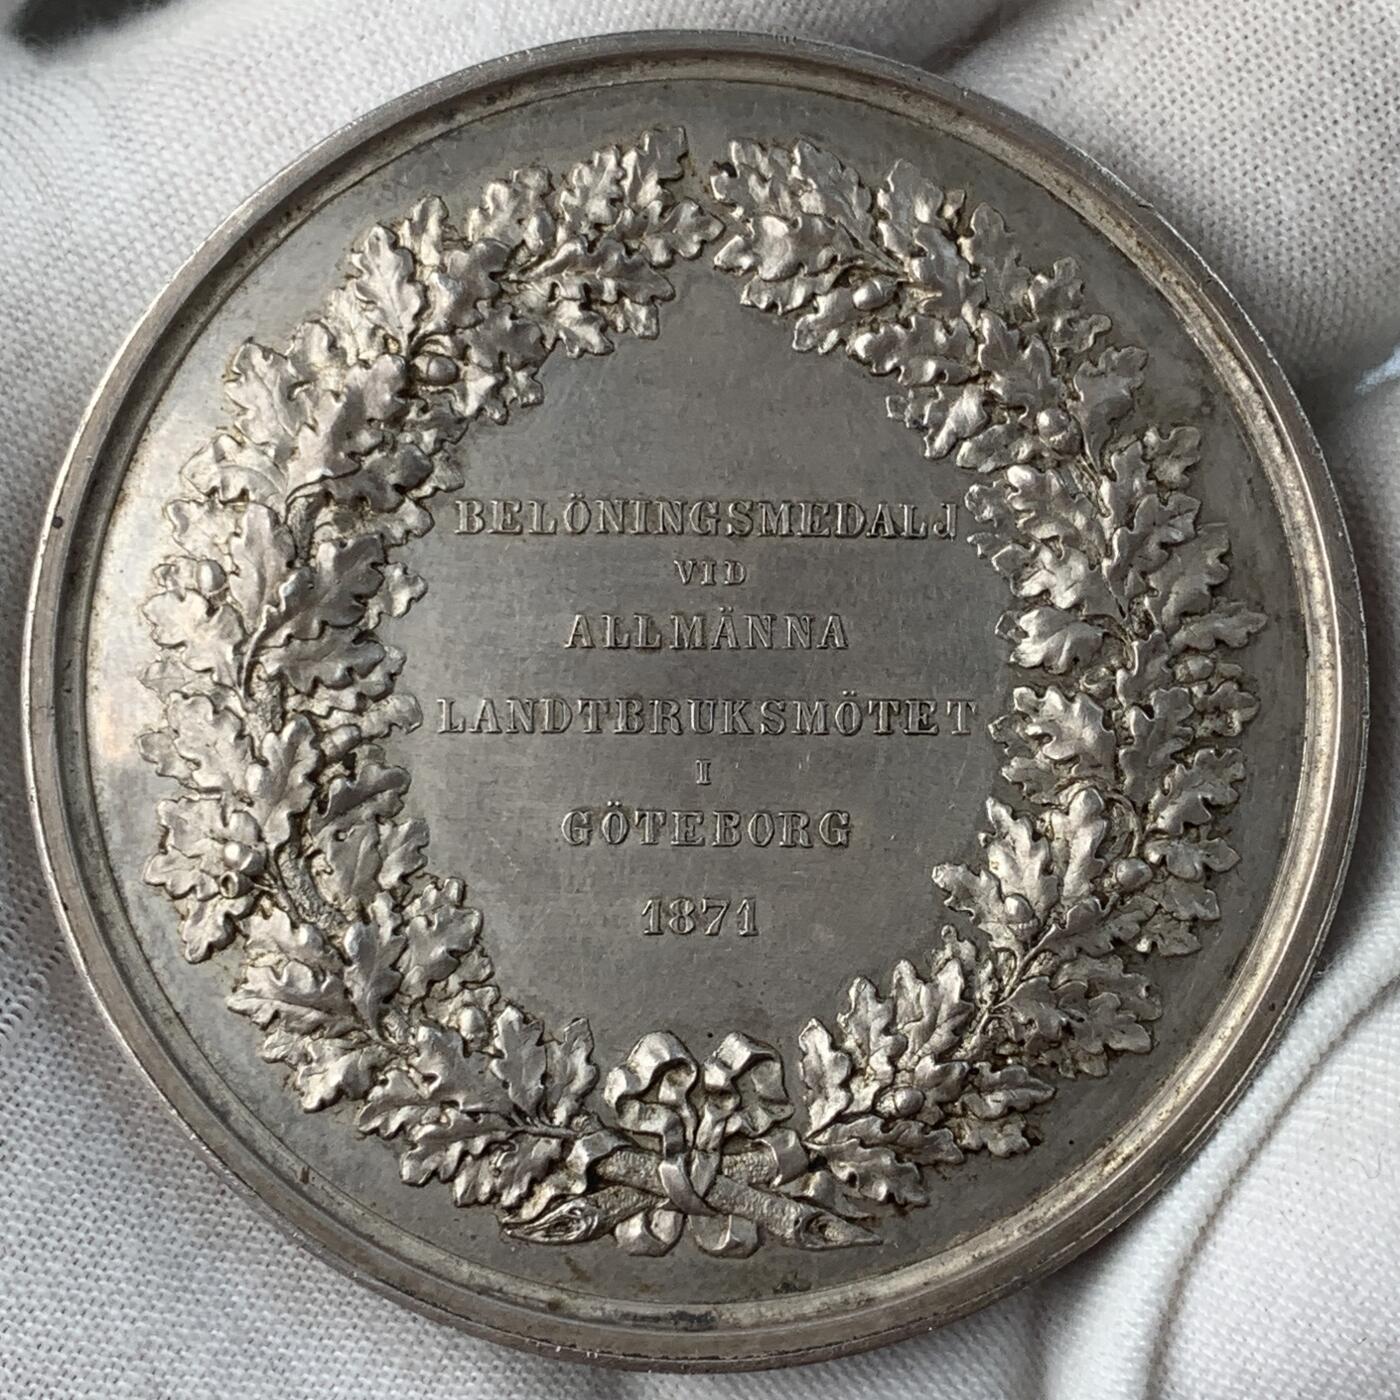 BELÖNINGSMEDALJ
VID
ALLMÄNNA
LANDTBRUKSMÖTET
I
GÖTEBORG
1871